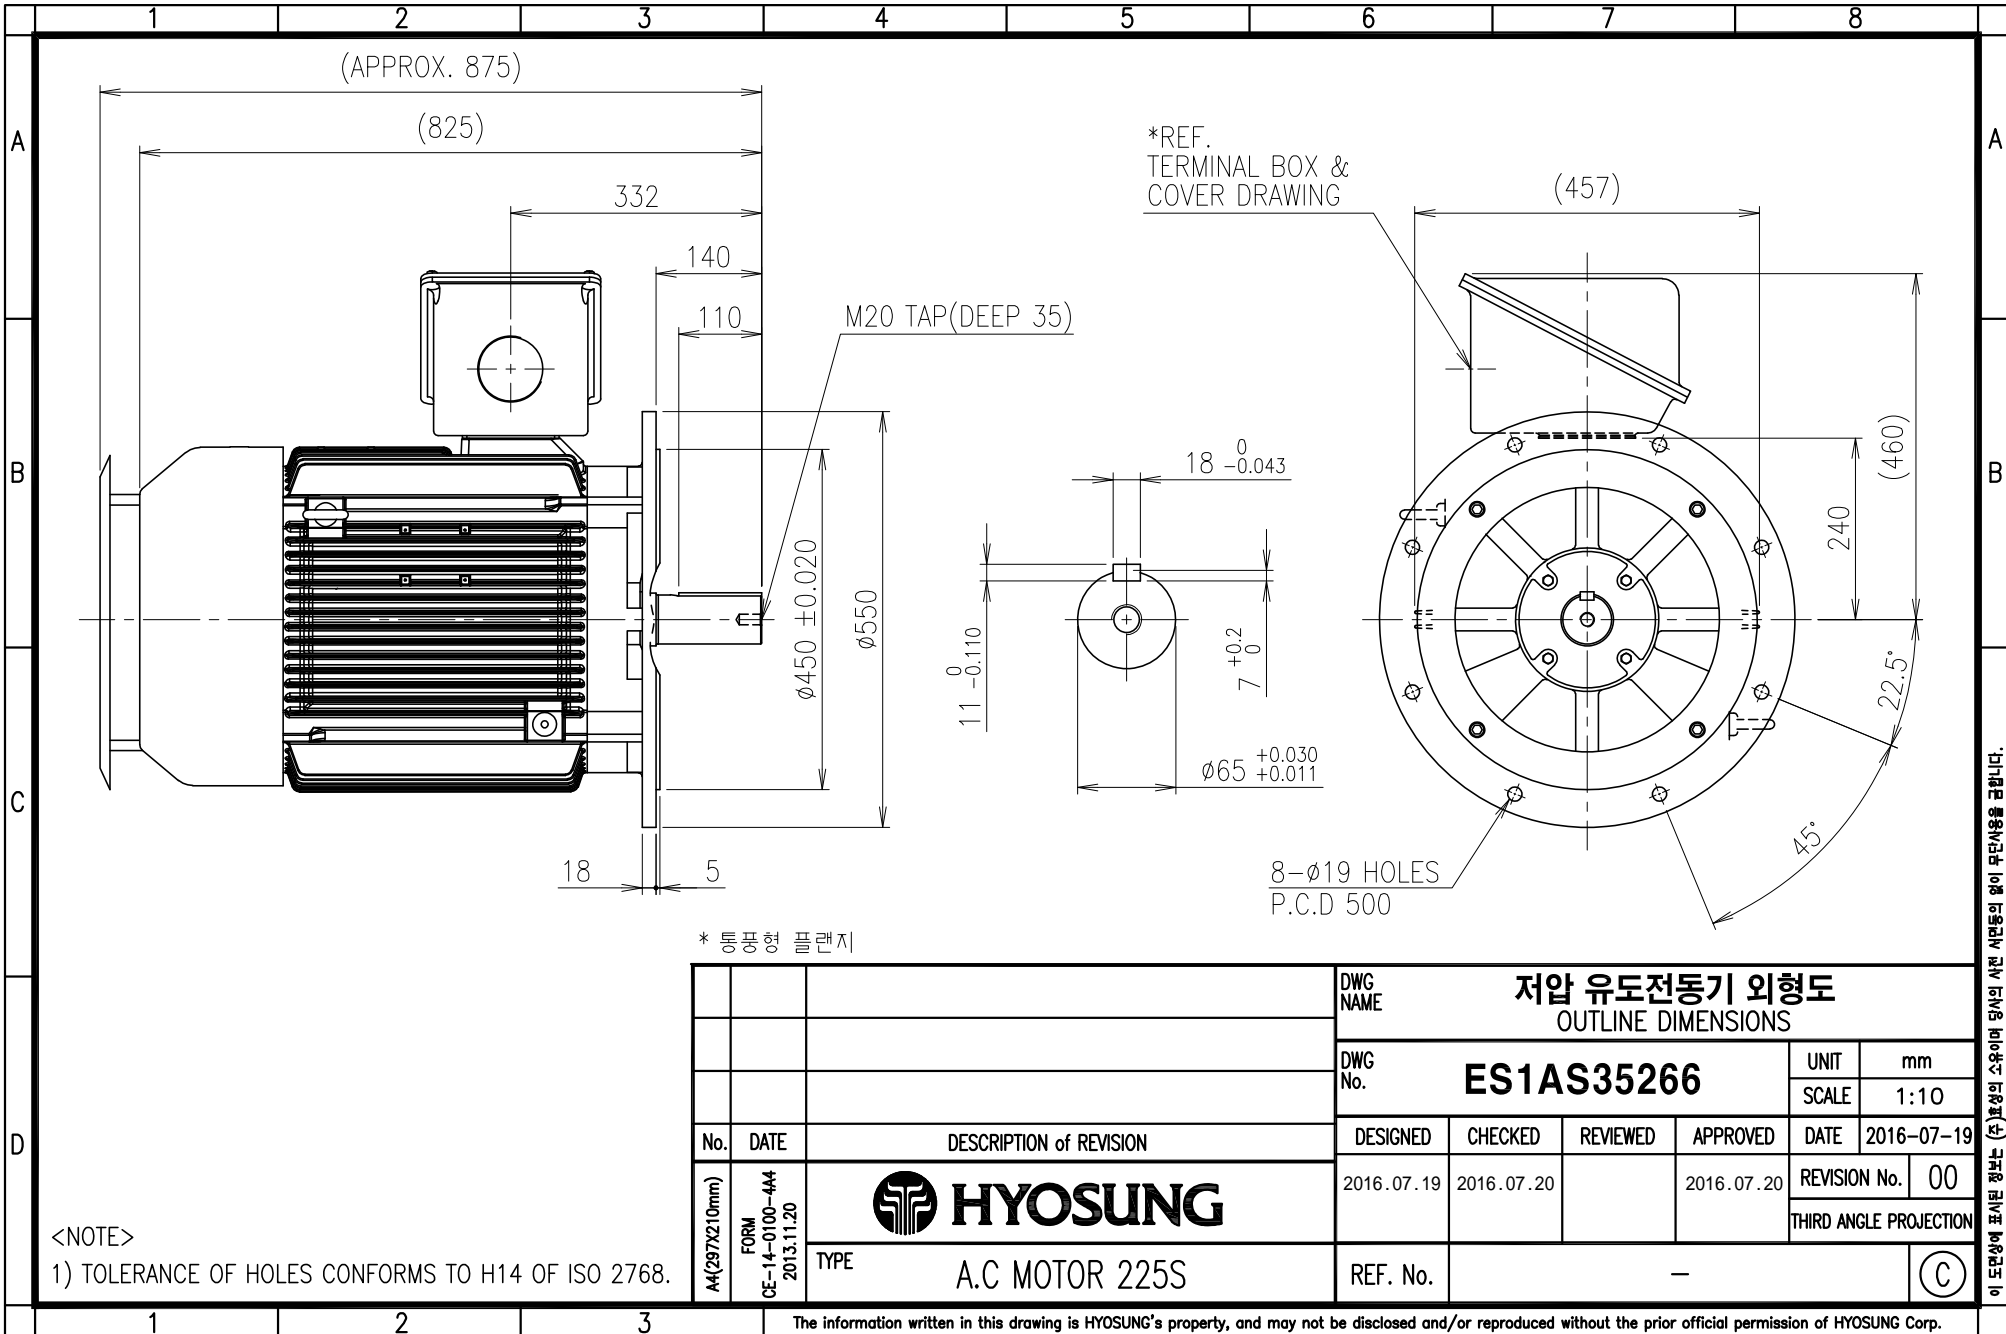 1 2 3 4 5 6 7 8
A
B
C
D
A
B
(APPROX. 875)
(825)
332
140
110
M20 TAP(DEEP 35)
φ450 ±0.020
φ550
18
5
* 통풍형 플랜지
18 0 -0.043
11 0 -0.110
7 +0.2 0
φ65 +0.030 +0.011
*REF.
TERMINAL BOX &
COVER DRAWING
(457)
(460)
240
22.5°
45°
8-φ19 HOLES
P.C.D 500
<NOTE>
1) TOLERANCE OF HOLES CONFORMS TO H14 OF ISO 2768.
No. DATE DESCRIPTION of REVISION
A4(297X210mm)
FORM
CE-14-0100-4A4
2013.11.20
HYOSUNG
TYPE A.C MOTOR 225S
DWG
NAME
저압 유도전동기 외형도
OUTLINE DIMENSIONS
DWG
No.
ES1AS35266
UNIT mm
SCALE 1:10
DESIGNED CHECKED REVIEWED APPROVED DATE 2016-07-19
2016.07.19 2016.07.20 2016.07.20
REVISION No. 00
THIRD ANGLE PROJECTION
REF. No. – C
이 도면상에 표시된 정보는 (주)효성의 소유이며 당사의 사전 서면동의 없이 무단사용을 금합니다.
1 2 3
The information written in this drawing is HYOSUNG's property, and may not be disclosed and/or reproduced without the prior official permission of HYOSUNG Corp.